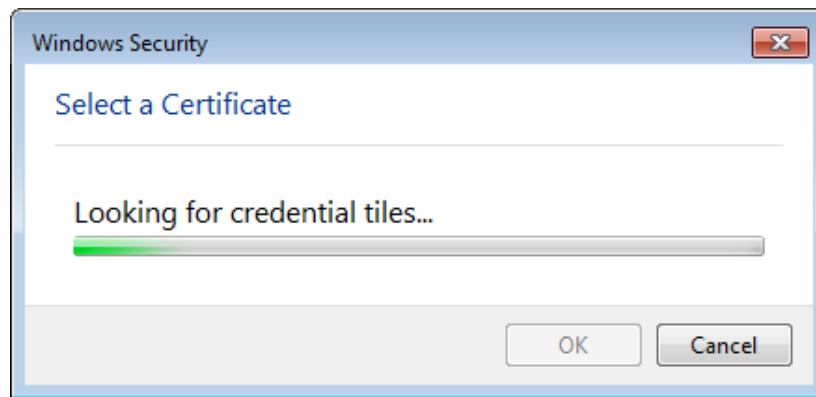 Windows Security
Select a Certificate
Looking for credential tiles...
OK
Cancel